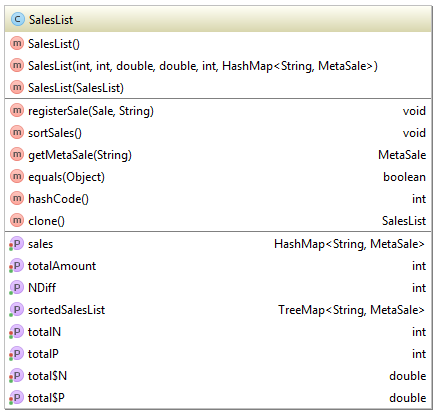 C SalesList
m SalesList()
m SalesList(int, int, double, double, int, HashMap<String, MetaSale>)
m SalesList(SalesList)
m registerSale(Sale, String) void
m sortSales() void
m getMetaSale(String) MetaSale
m equals(Object) boolean
m hashCode() int
m clone() SalesList
P sales HashMap<String, MetaSale>
P totalAmount int
P NDiff int
P sortedSalesList TreeMap<String, MetaSale>
P totalN int
P totalP int
P total$N double
P total$P double